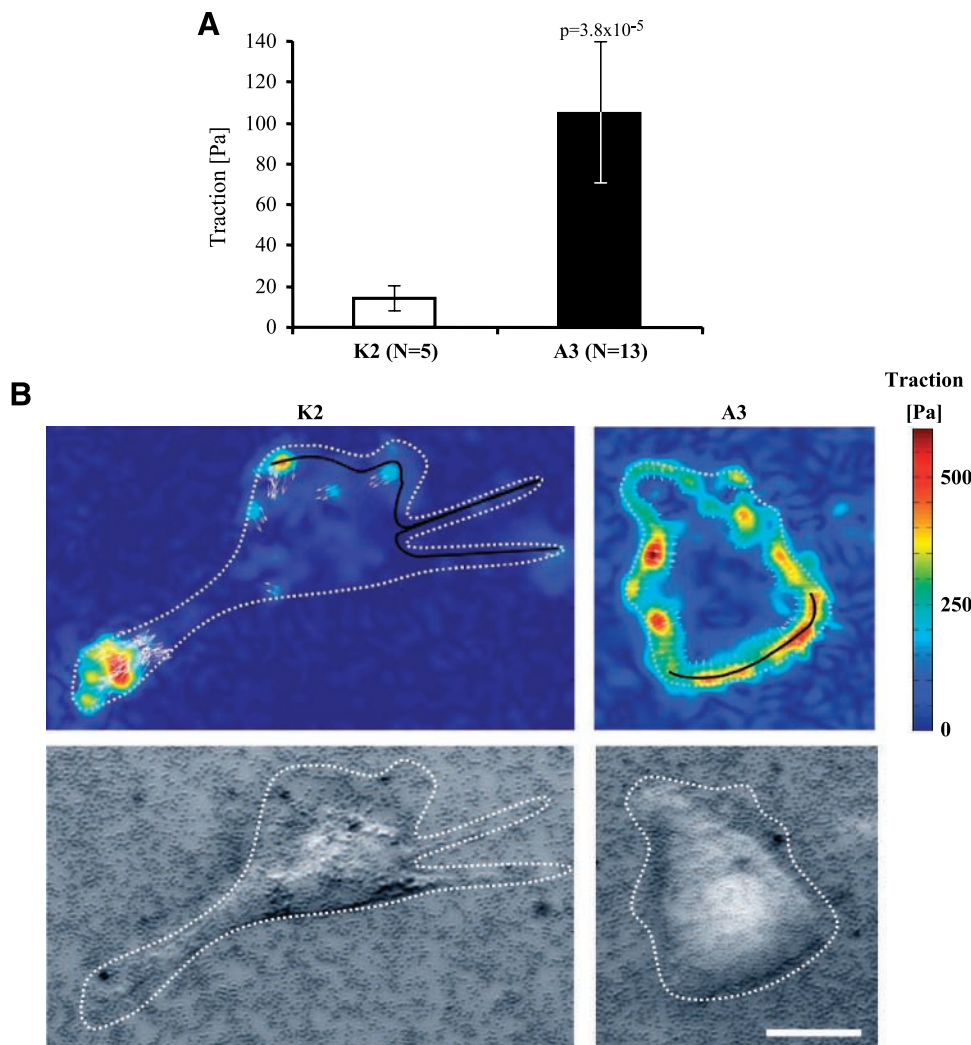 A
p=3.8x10-5
140
120
100
80
60
40
20
0
Traction [Pa]
K2 (N=5) A3 (N=13)
B
K2 A3
Traction
[Pa]
500
250
0